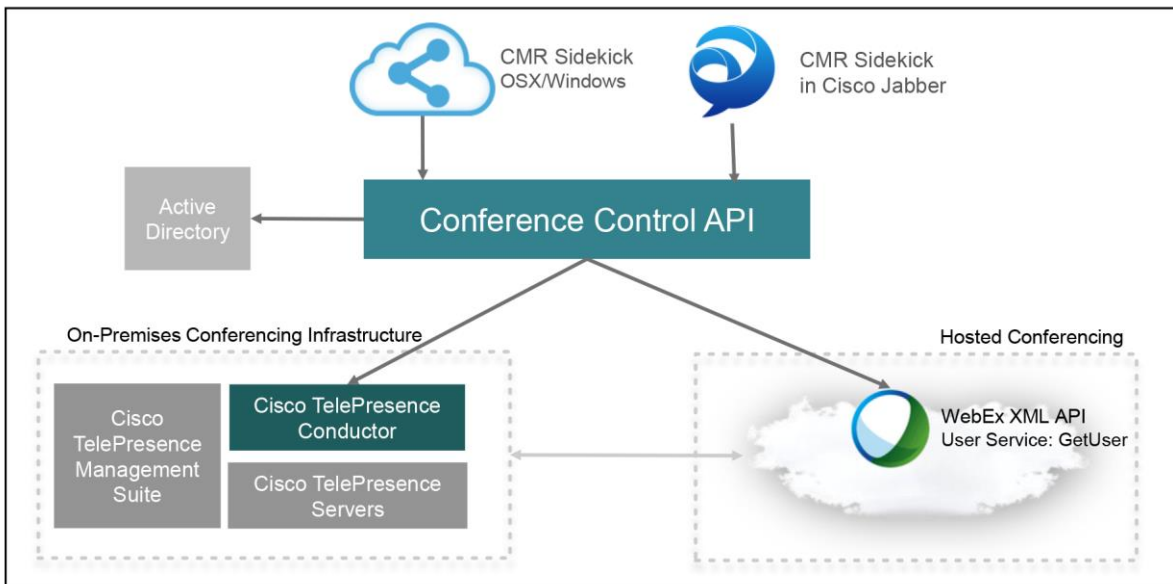 CMR Sidekick
OSX/Windows
CMR Sidekick
in Cisco Jabber
Active
Directory
Conference Control API
On-Premises Conferencing Infrastructure
Hosted Conferencing
Cisco
TelePresence
Management
Suite
Cisco TelePresence
Conductor
Cisco TelePresence
Servers
WebEx XML API
User Service: GetUser